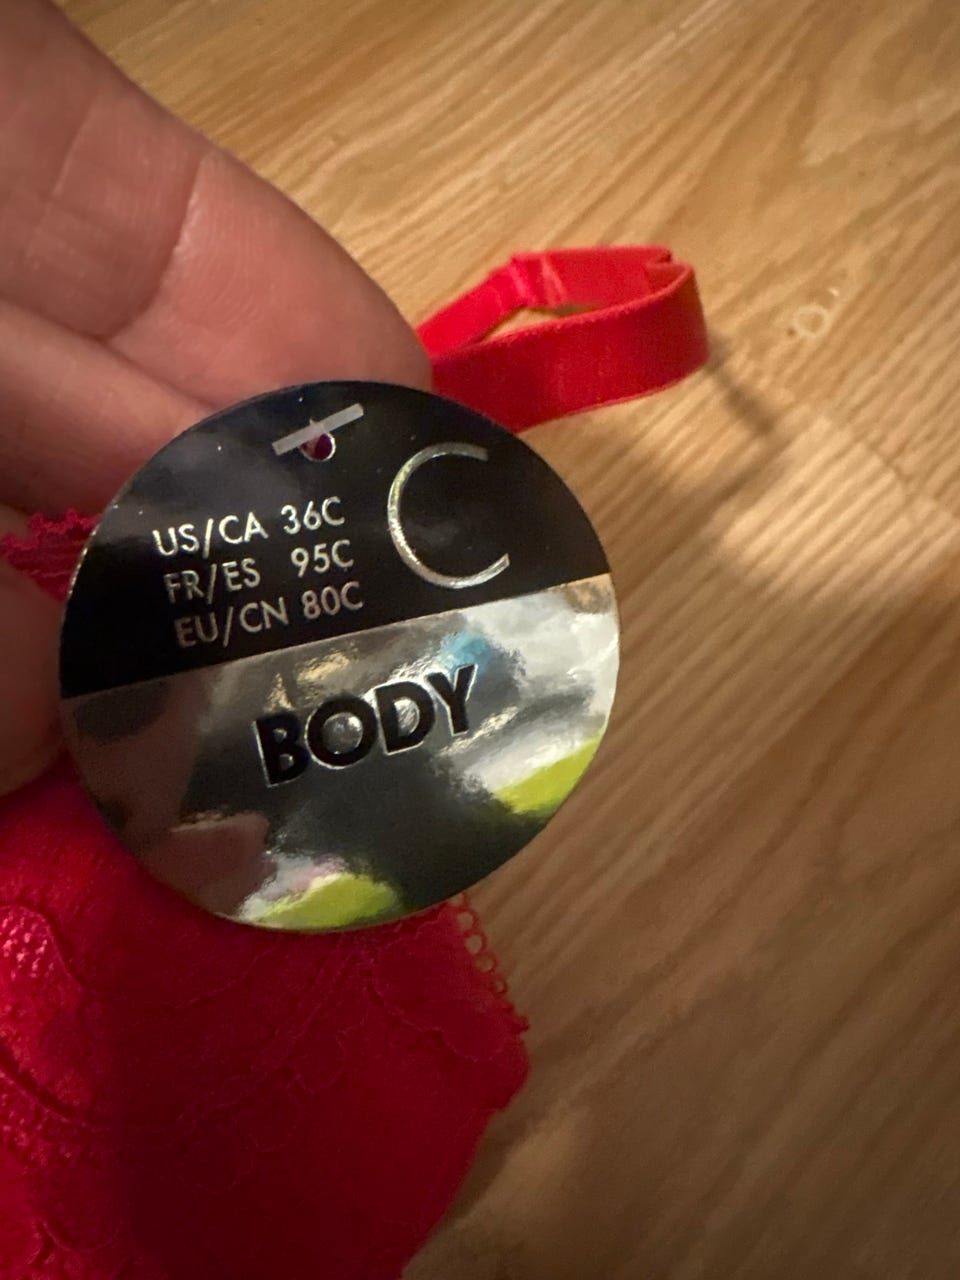 C
US/CA 36C
FR/ES 95C
EU/CN 80C
BODY